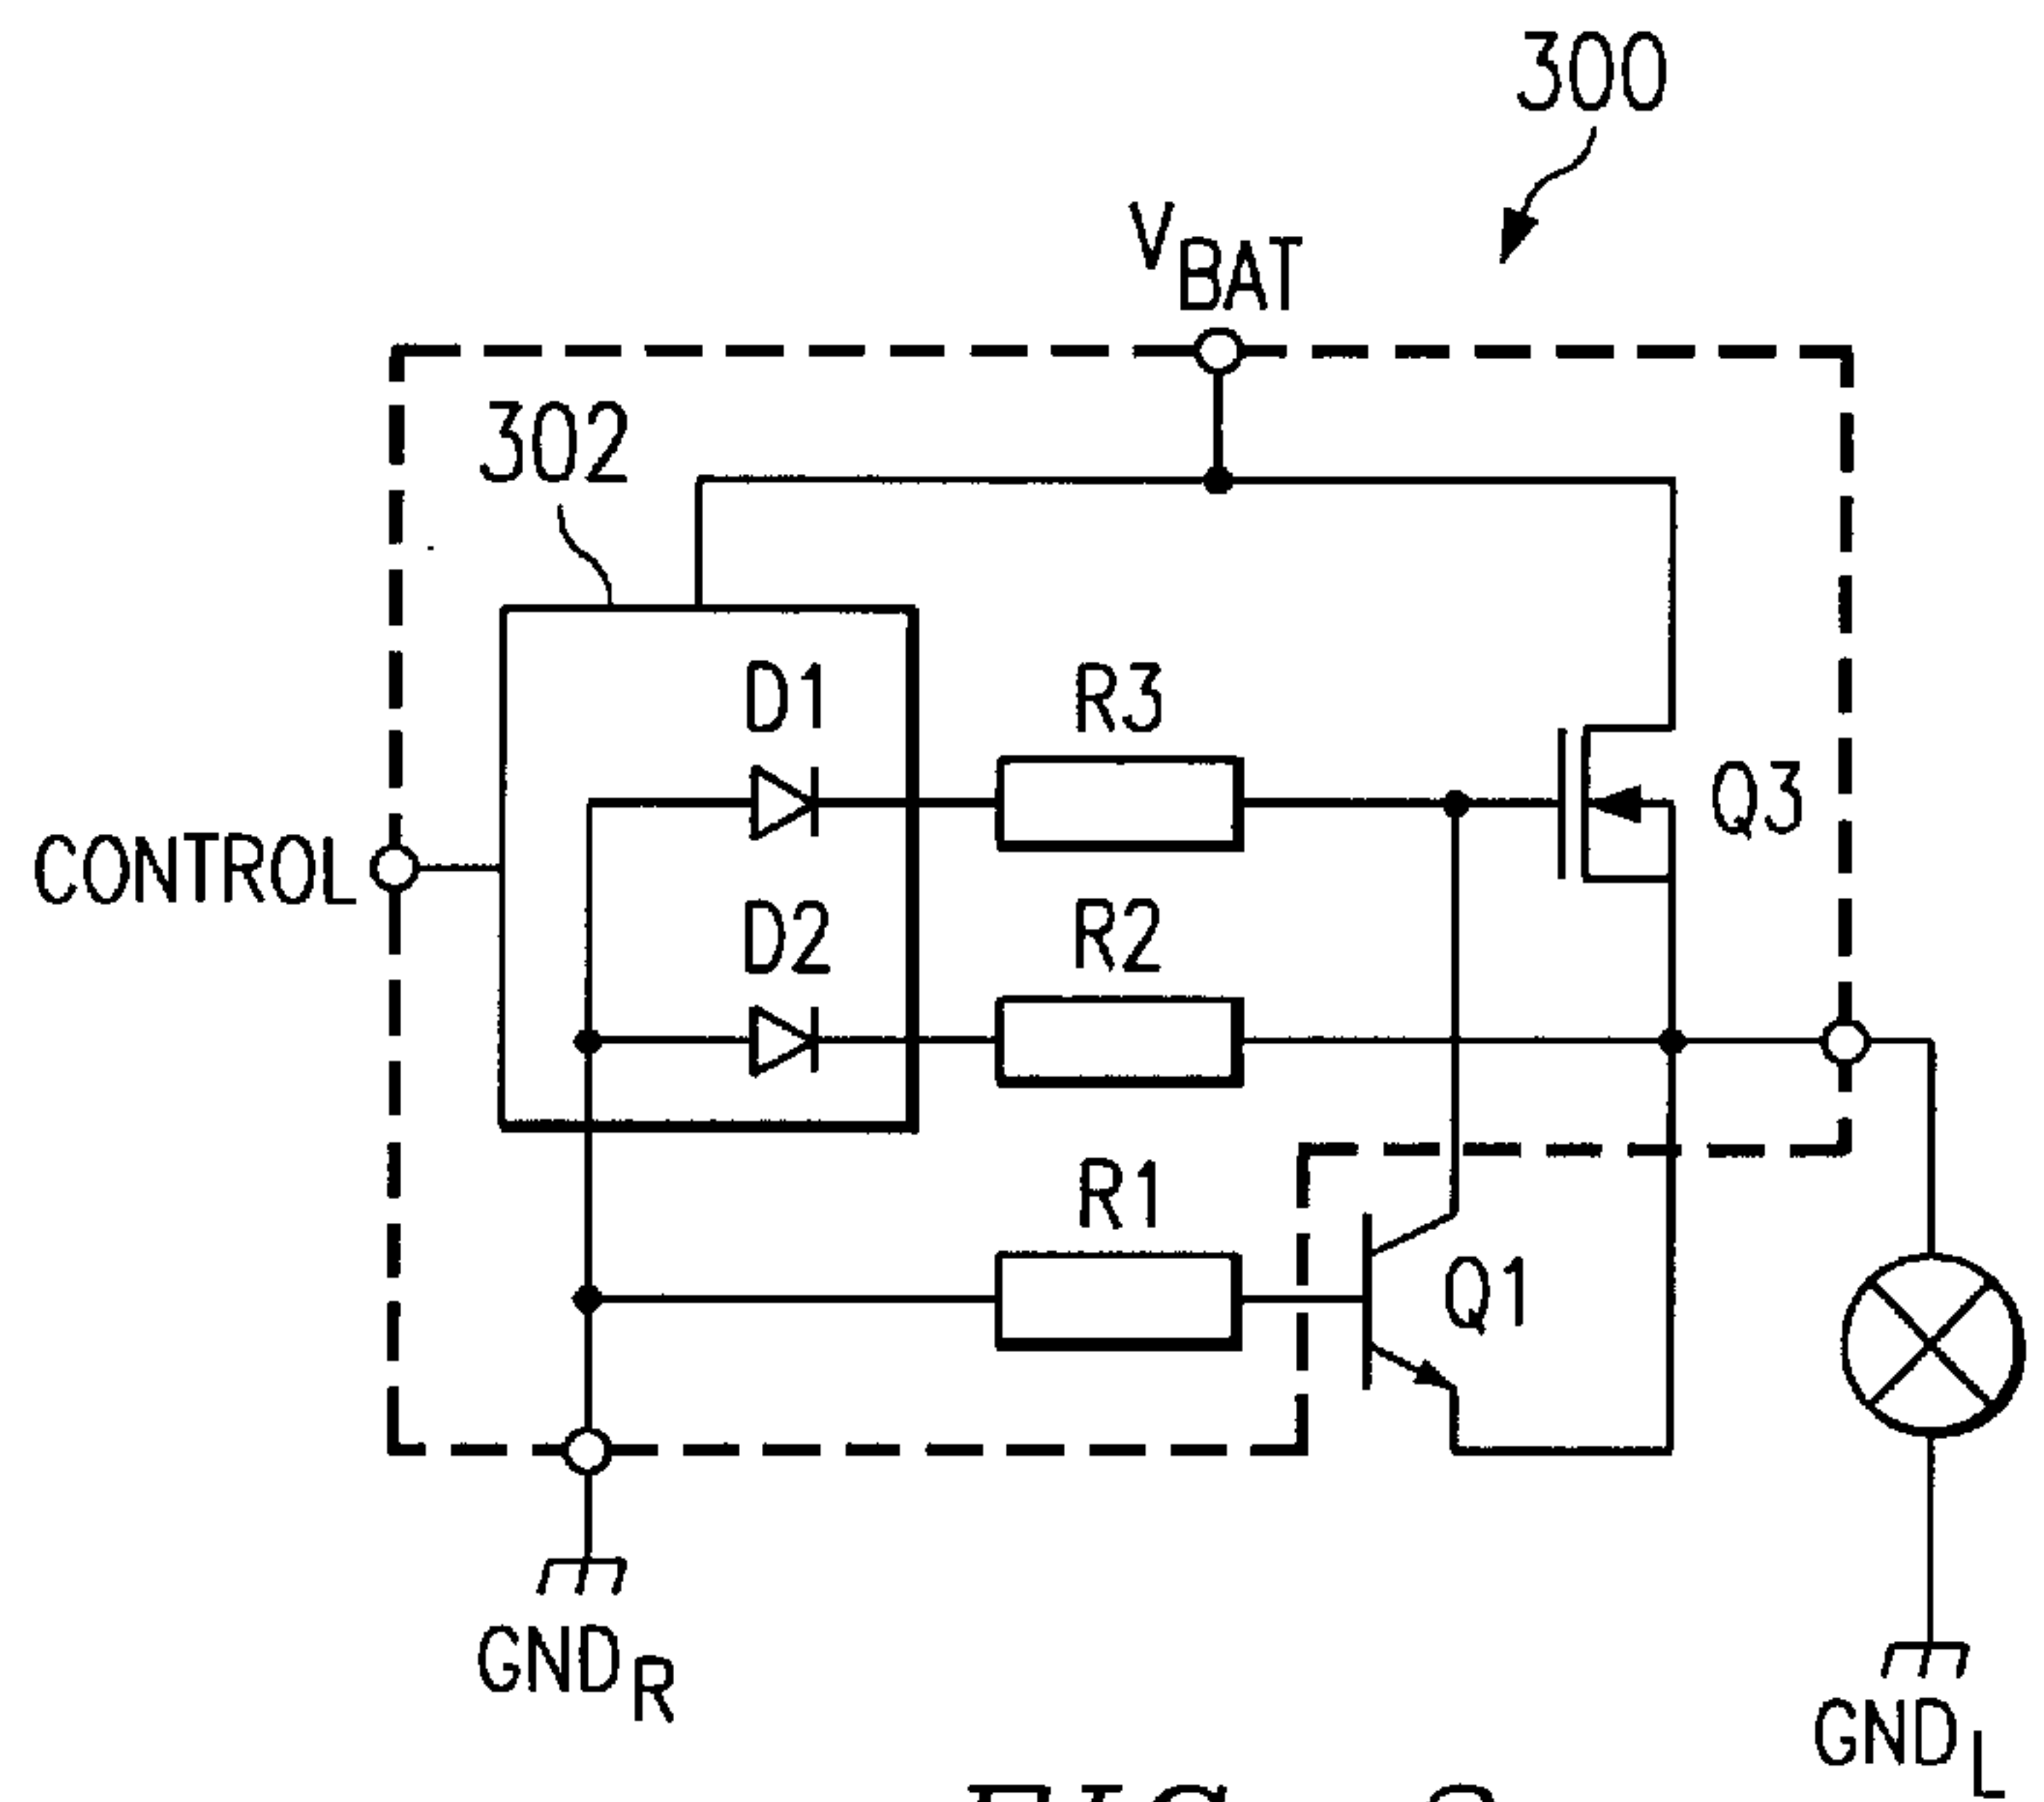 300
VBAT
302
D1
R3
Q3
CONTROL
D2
R2
R1
Q1
GNDR
GNDL